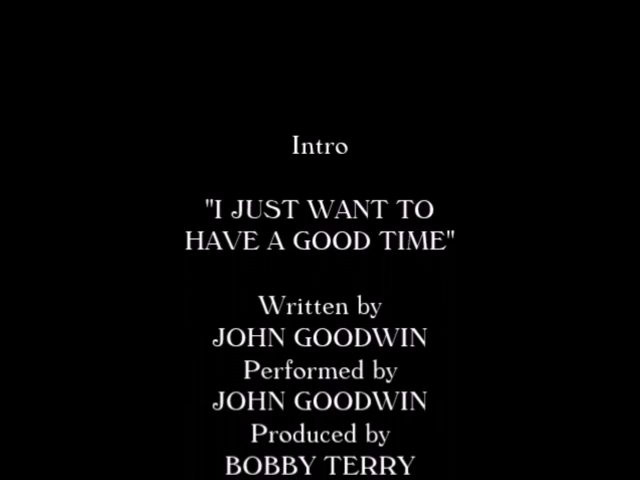 Intro
"I JUST WANT TO
HAVE A GOOD TIME"
Written by
JOHN GOODWIN
Performed by
JOHN GOODWIN
Produced by
BOBBY TERRY